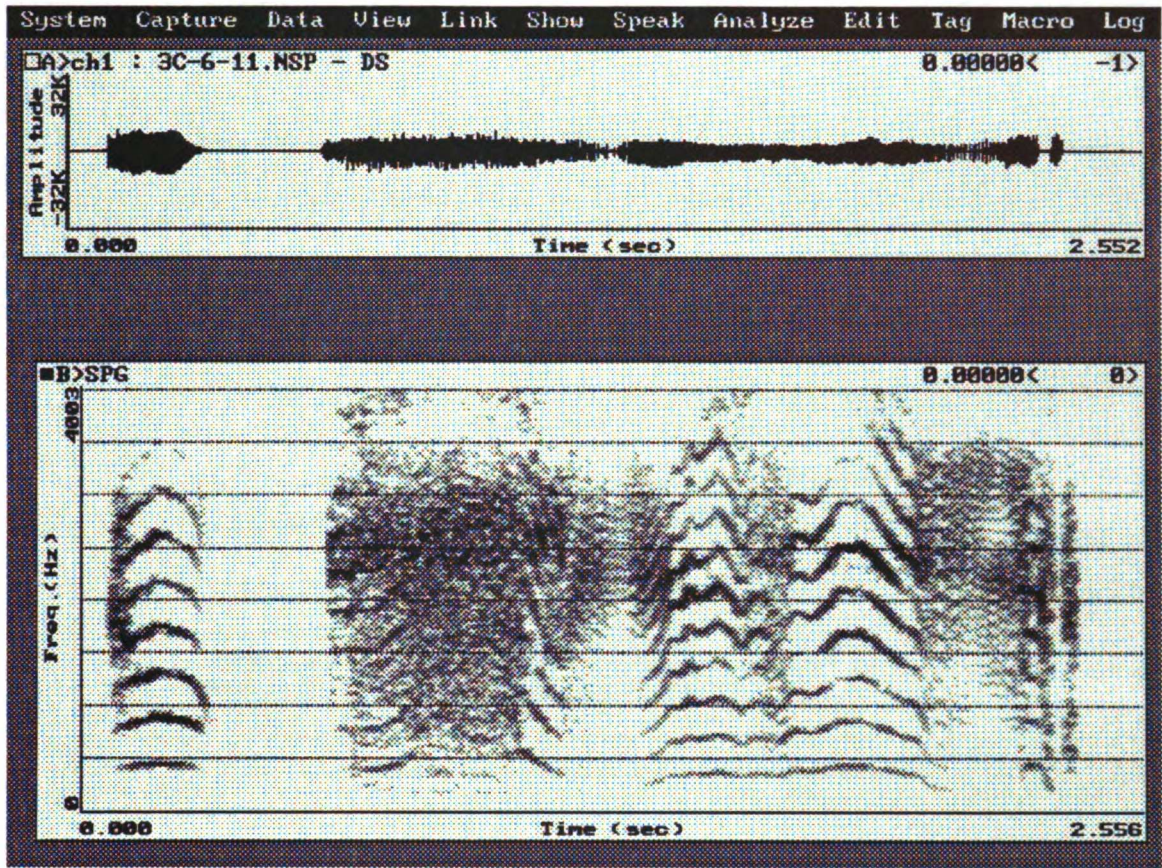 System Capture Data View Link Show Speak Analyze Edit Tag Macro Log
□A>ch1 : 3C-6-11.NSP - DS 0.00000< -1>
Amplitude
32K
-32K
0.000 Time (sec) 2.552
■B>SPG 0.00000< 0>
4003
Freq.(Hz)
0
0.000 Time (sec) 2.556